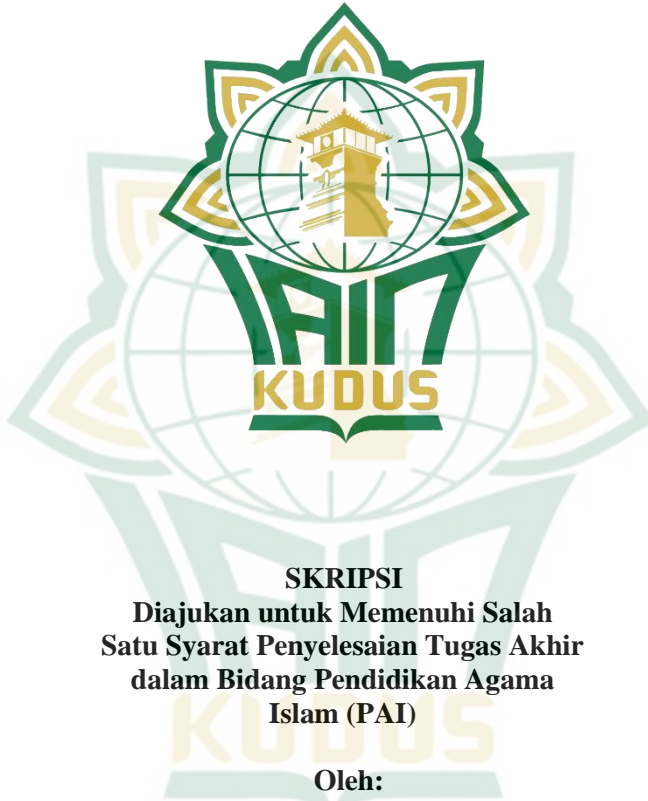 IAIN
KUDUS
SKRIPSI
Diajukan untuk Memenuhi Salah
Satu Syarat Penyelesaian Tugas Akhir
dalam Bidang Pendidikan Agama
Islam (PAI)
KUDUS
Oleh: